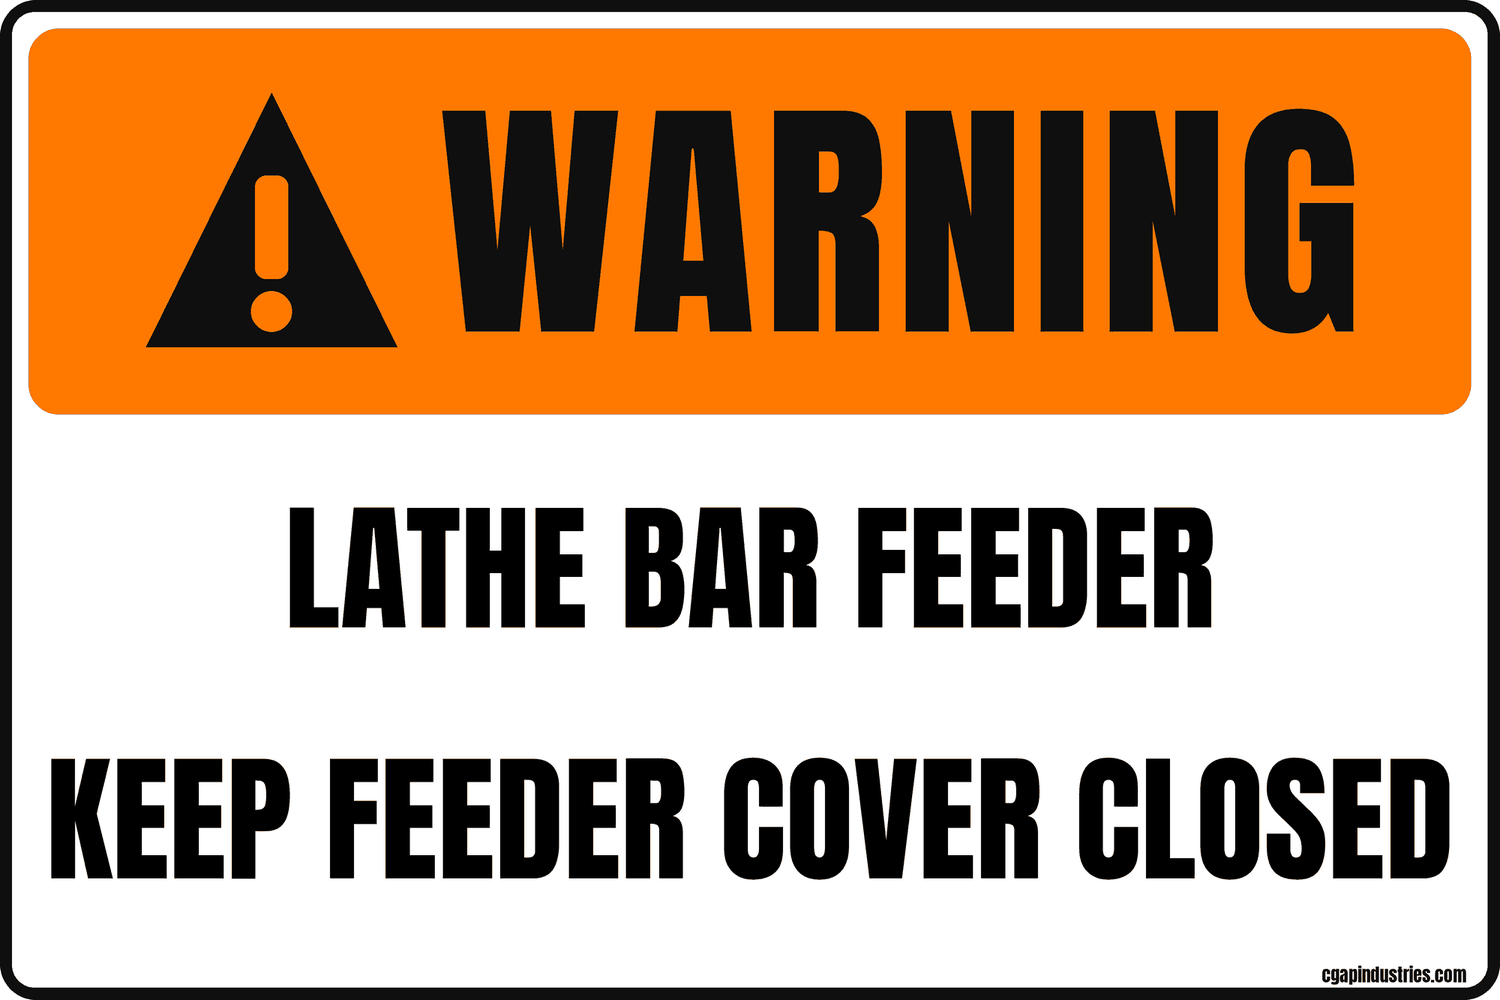 WARNING
LATHE BAR FEEDER
KEEP FEEDER COVER CLOSED
cgapindustries.com